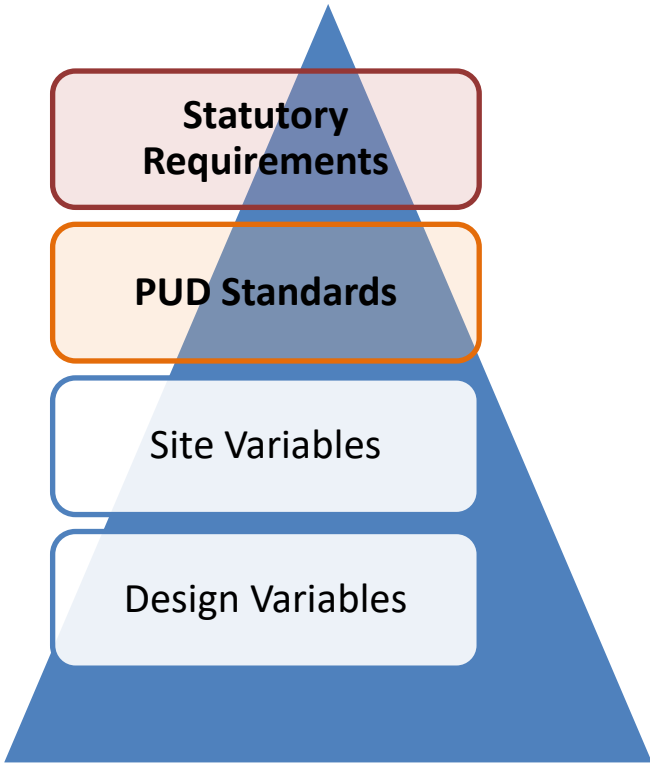 Statutory
Requirements
PUD Standards
Site Variables
Design Variables